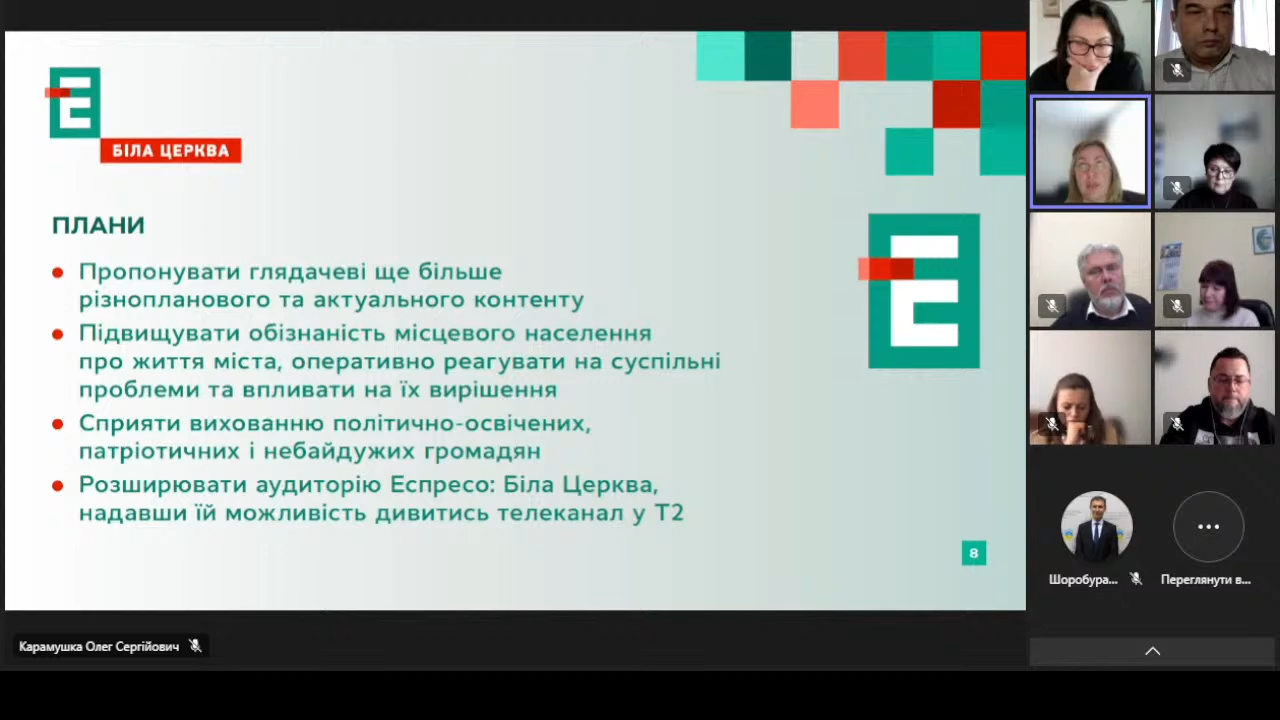 БІЛА ЦЕРКВА
ПЛАНИ
Пропонувати глядачеві ще більше
різнопланового та актуального контенту
Підвищувати обізнаність місцевого населення
про життя міста, оперативно реагувати на суспільні
проблеми та впливати на їх вирішення
Сприяти вихованню політично-освічених,
патріотичних і небайдужих громадян
Розширювати аудиторію Еспресо: Біла Церква,
надавши їй можливість дивитись телеканал у Т2
8
Карамушка Олег Сергійович
Шоробура...
Переглянути в...